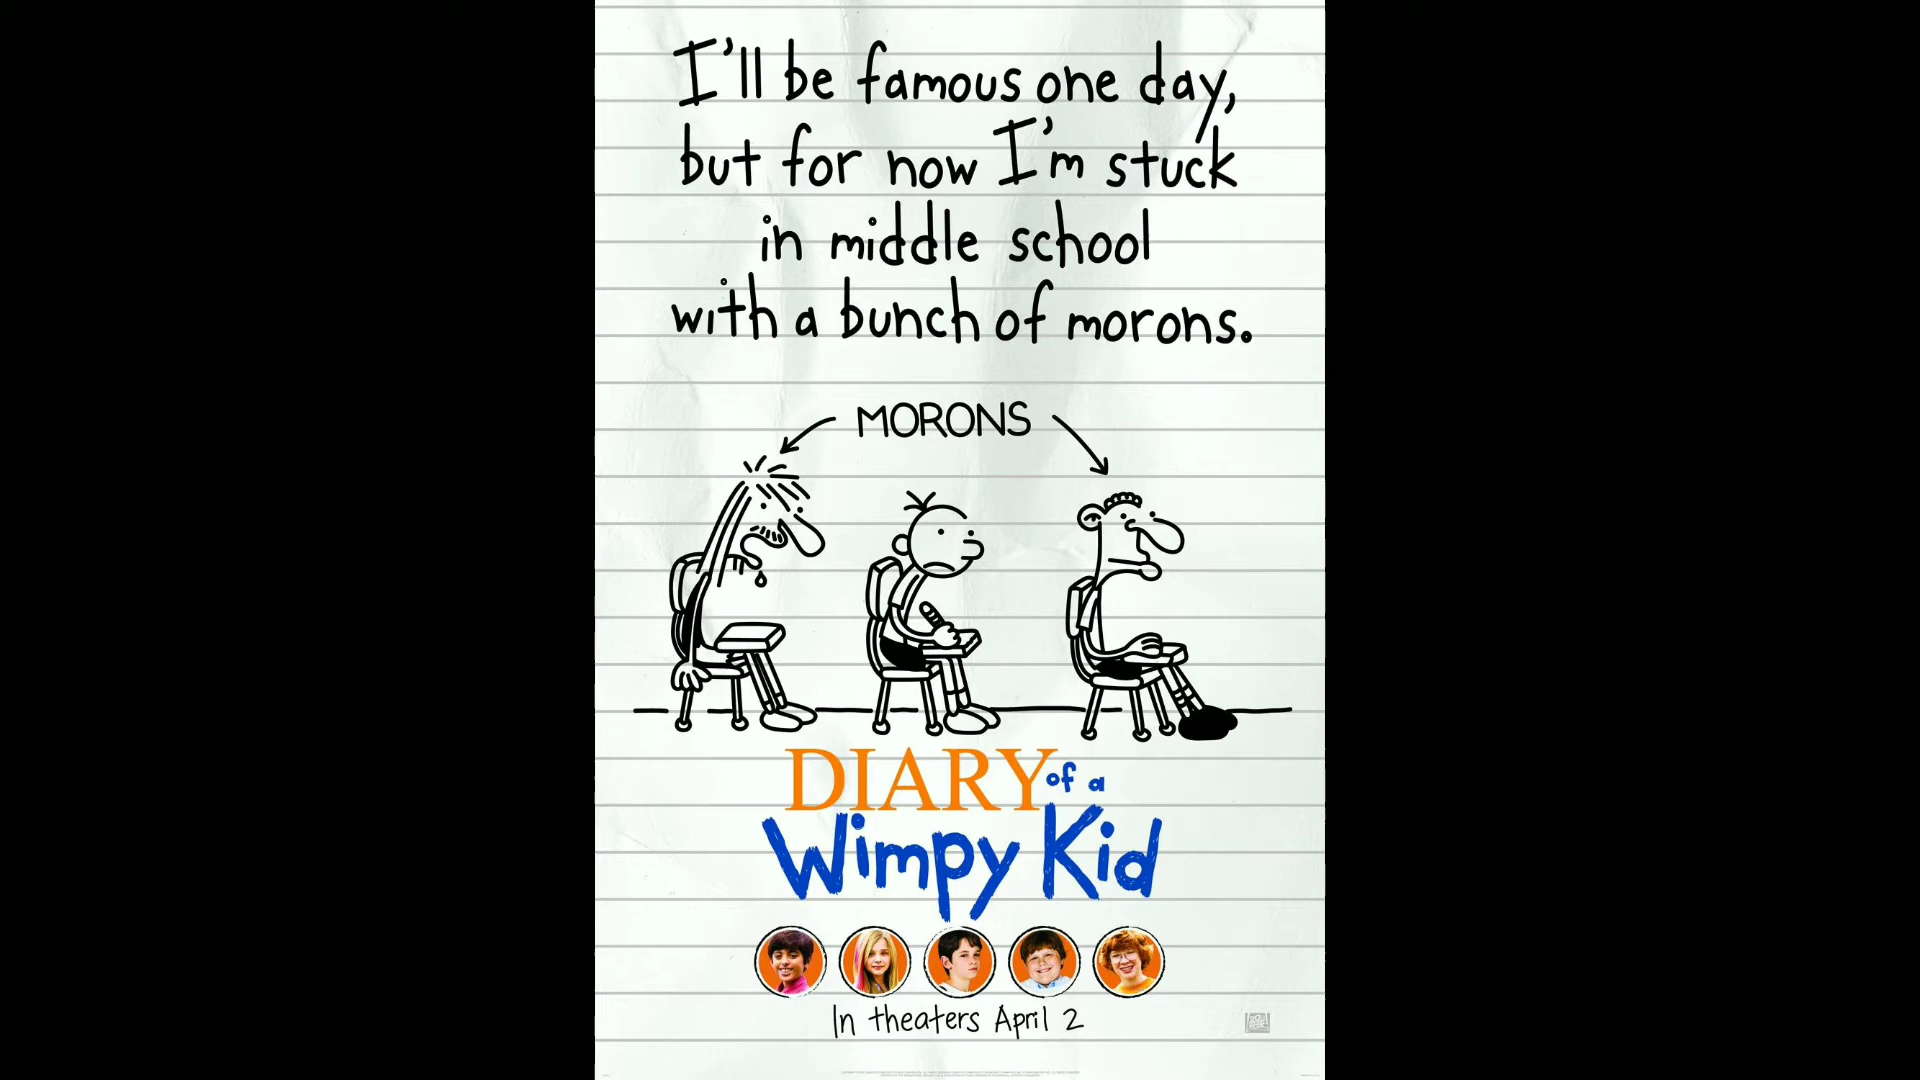 I'll be famous one day,
but for now I'm stuck
in middle school
with a bunch of morons.
MORONS
DIARY of a
Wimpy Kid
In theaters April 2